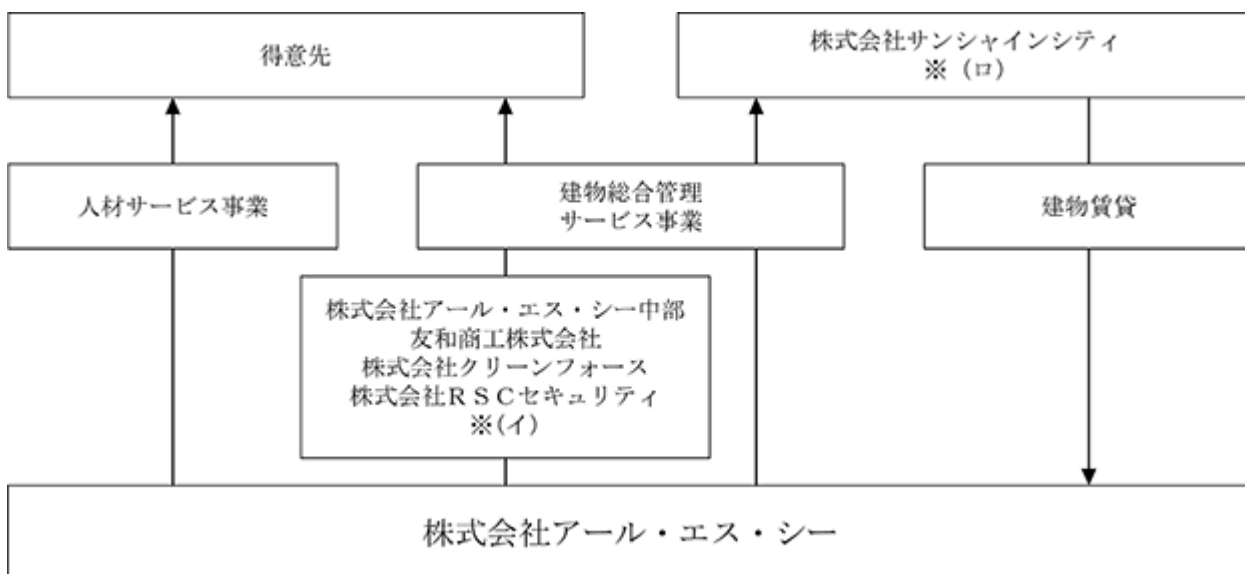 得意先
株式会社サンシャインシティ
※（ロ）
人材サービス事業
建物総合管理
サービス事業
建物賃貸
株式会社アール・エス・シー中部
友和商工株式会社
株式会社クリーンフォース
株式会社ＲＳＣセキュリティ
※(イ)
株式会社アール・エス・シー